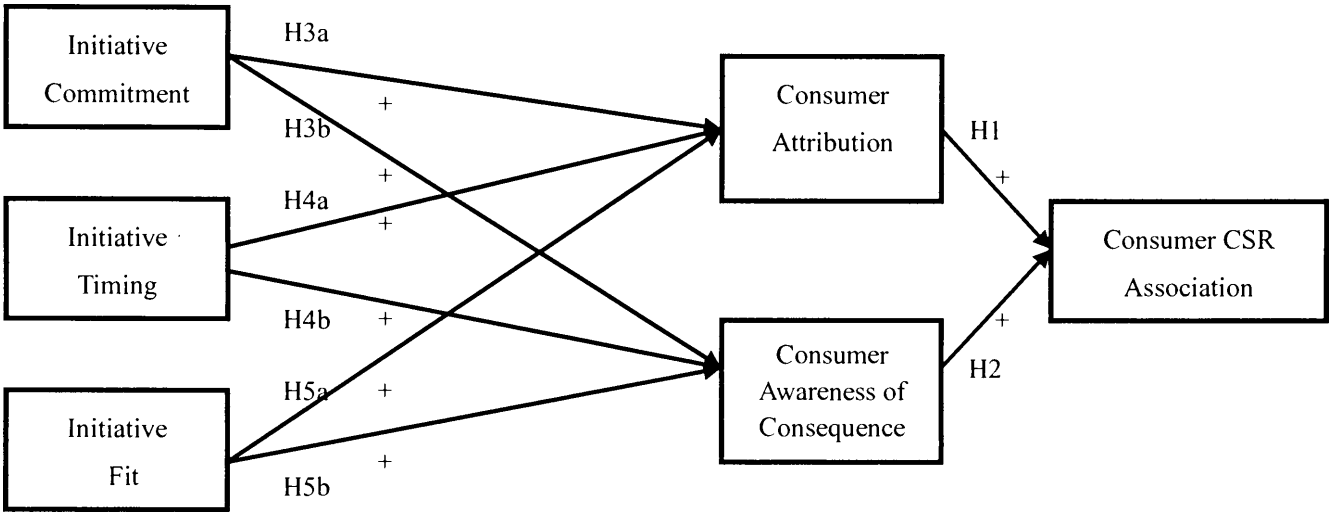 Initiative
Commitment
Initiative
Timing
Initiative
Fit
H3a
+
H3b
+
H4a
+
H4b
+
H5a
+
H5b
+
Consumer
Attribution
Consumer
Awareness of
Consequence
H1
+
+
H2
Consumer CSR
Association